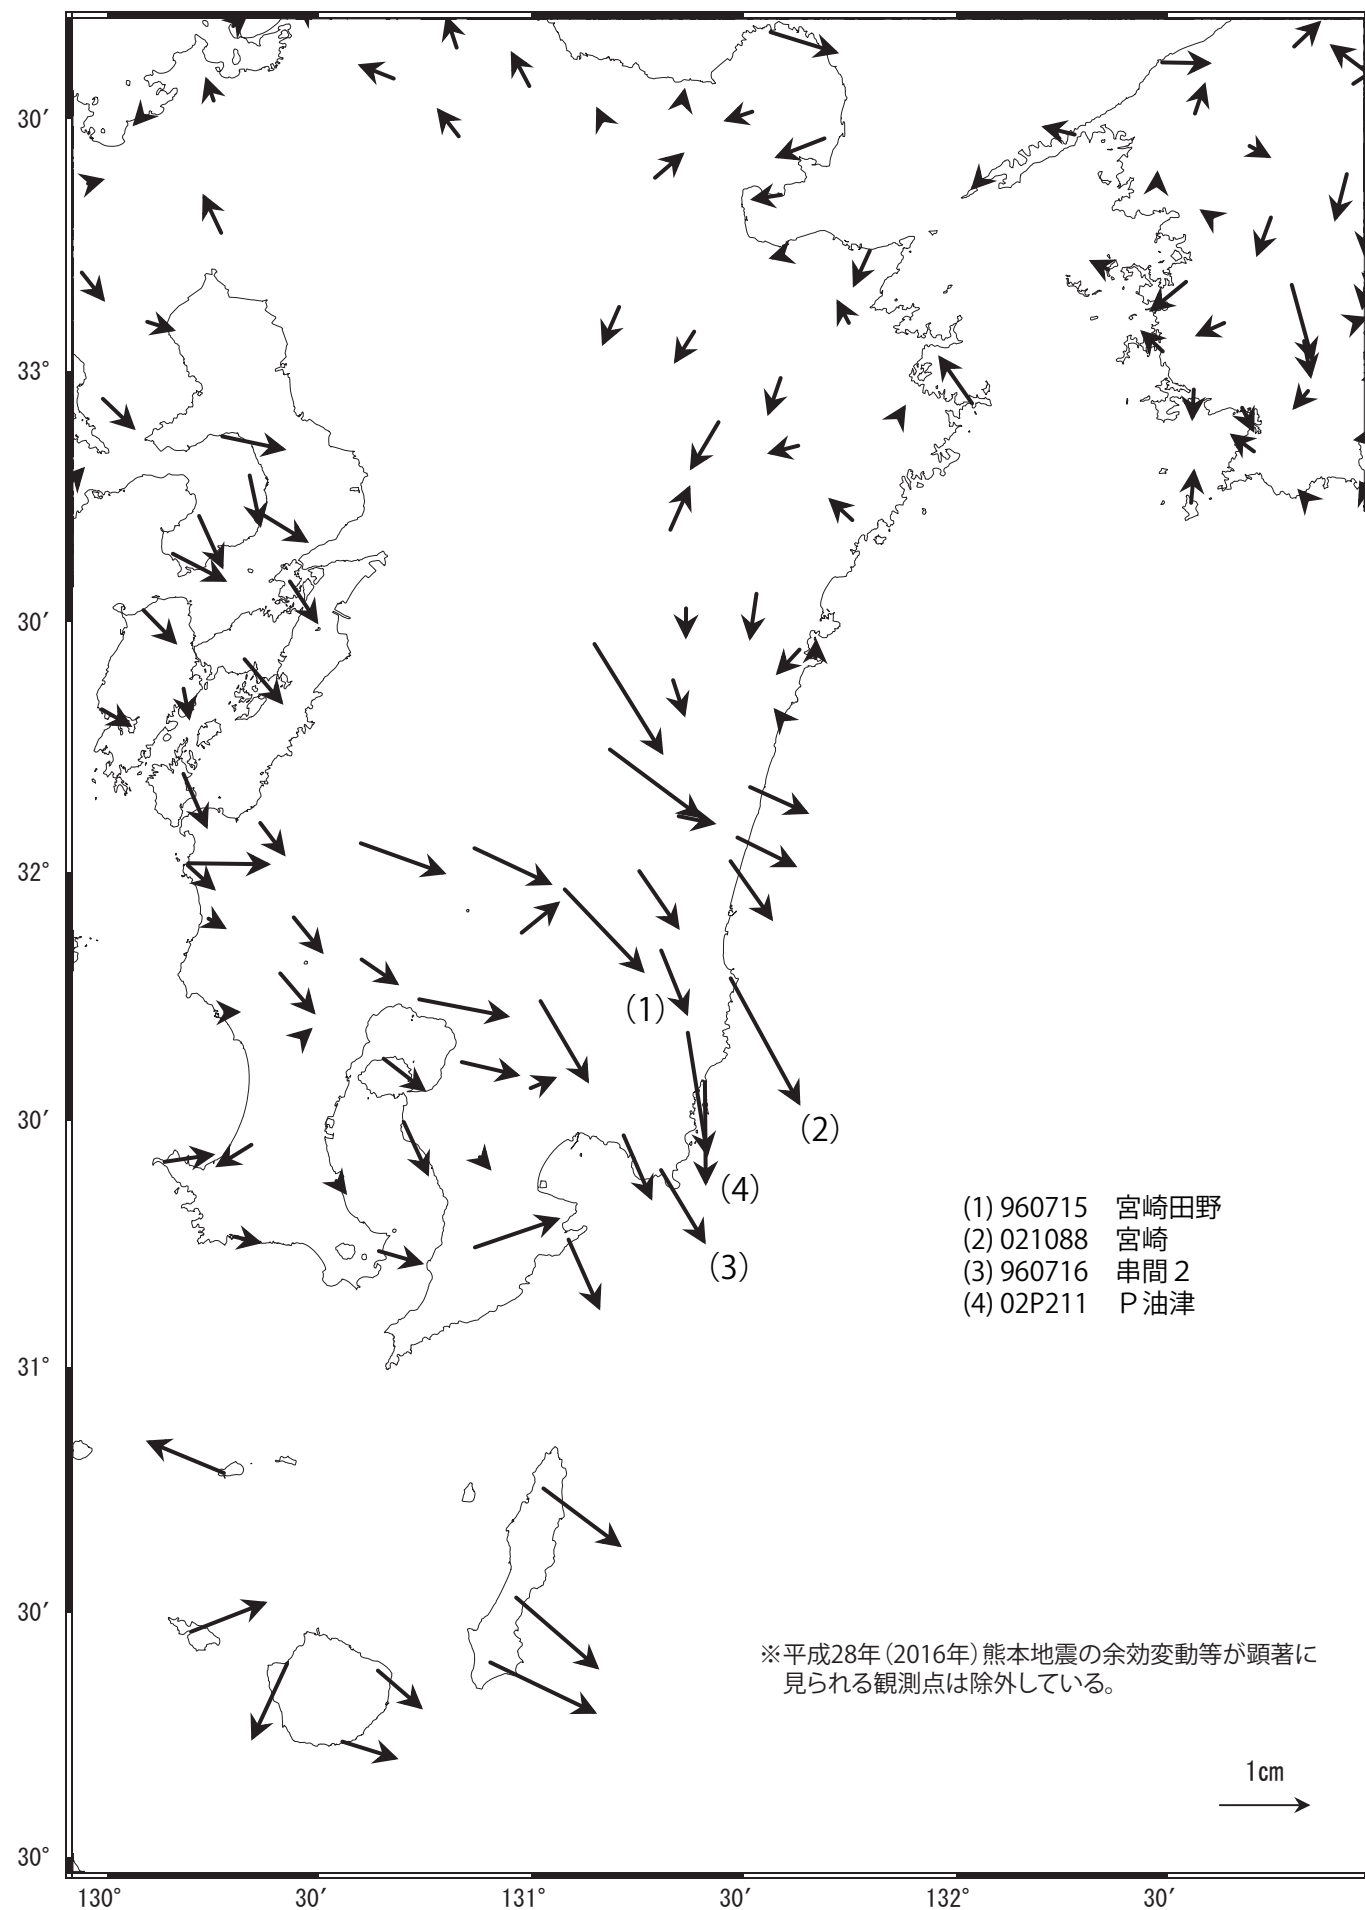 30′
33°
30′
32°
(1)
30′
(2)
(4)
(3)
(1) 960715 宮崎田野
(2) 021088 宮崎
(3) 960716 串間２
(4) 02P211 Ｐ油津
31°
30′
※平成28年(2016年)熊本地震の余効変動等が顕著に
見られる観測点は除外している。
1cm
30°
130° 30′ 131° 30′ 132° 30′